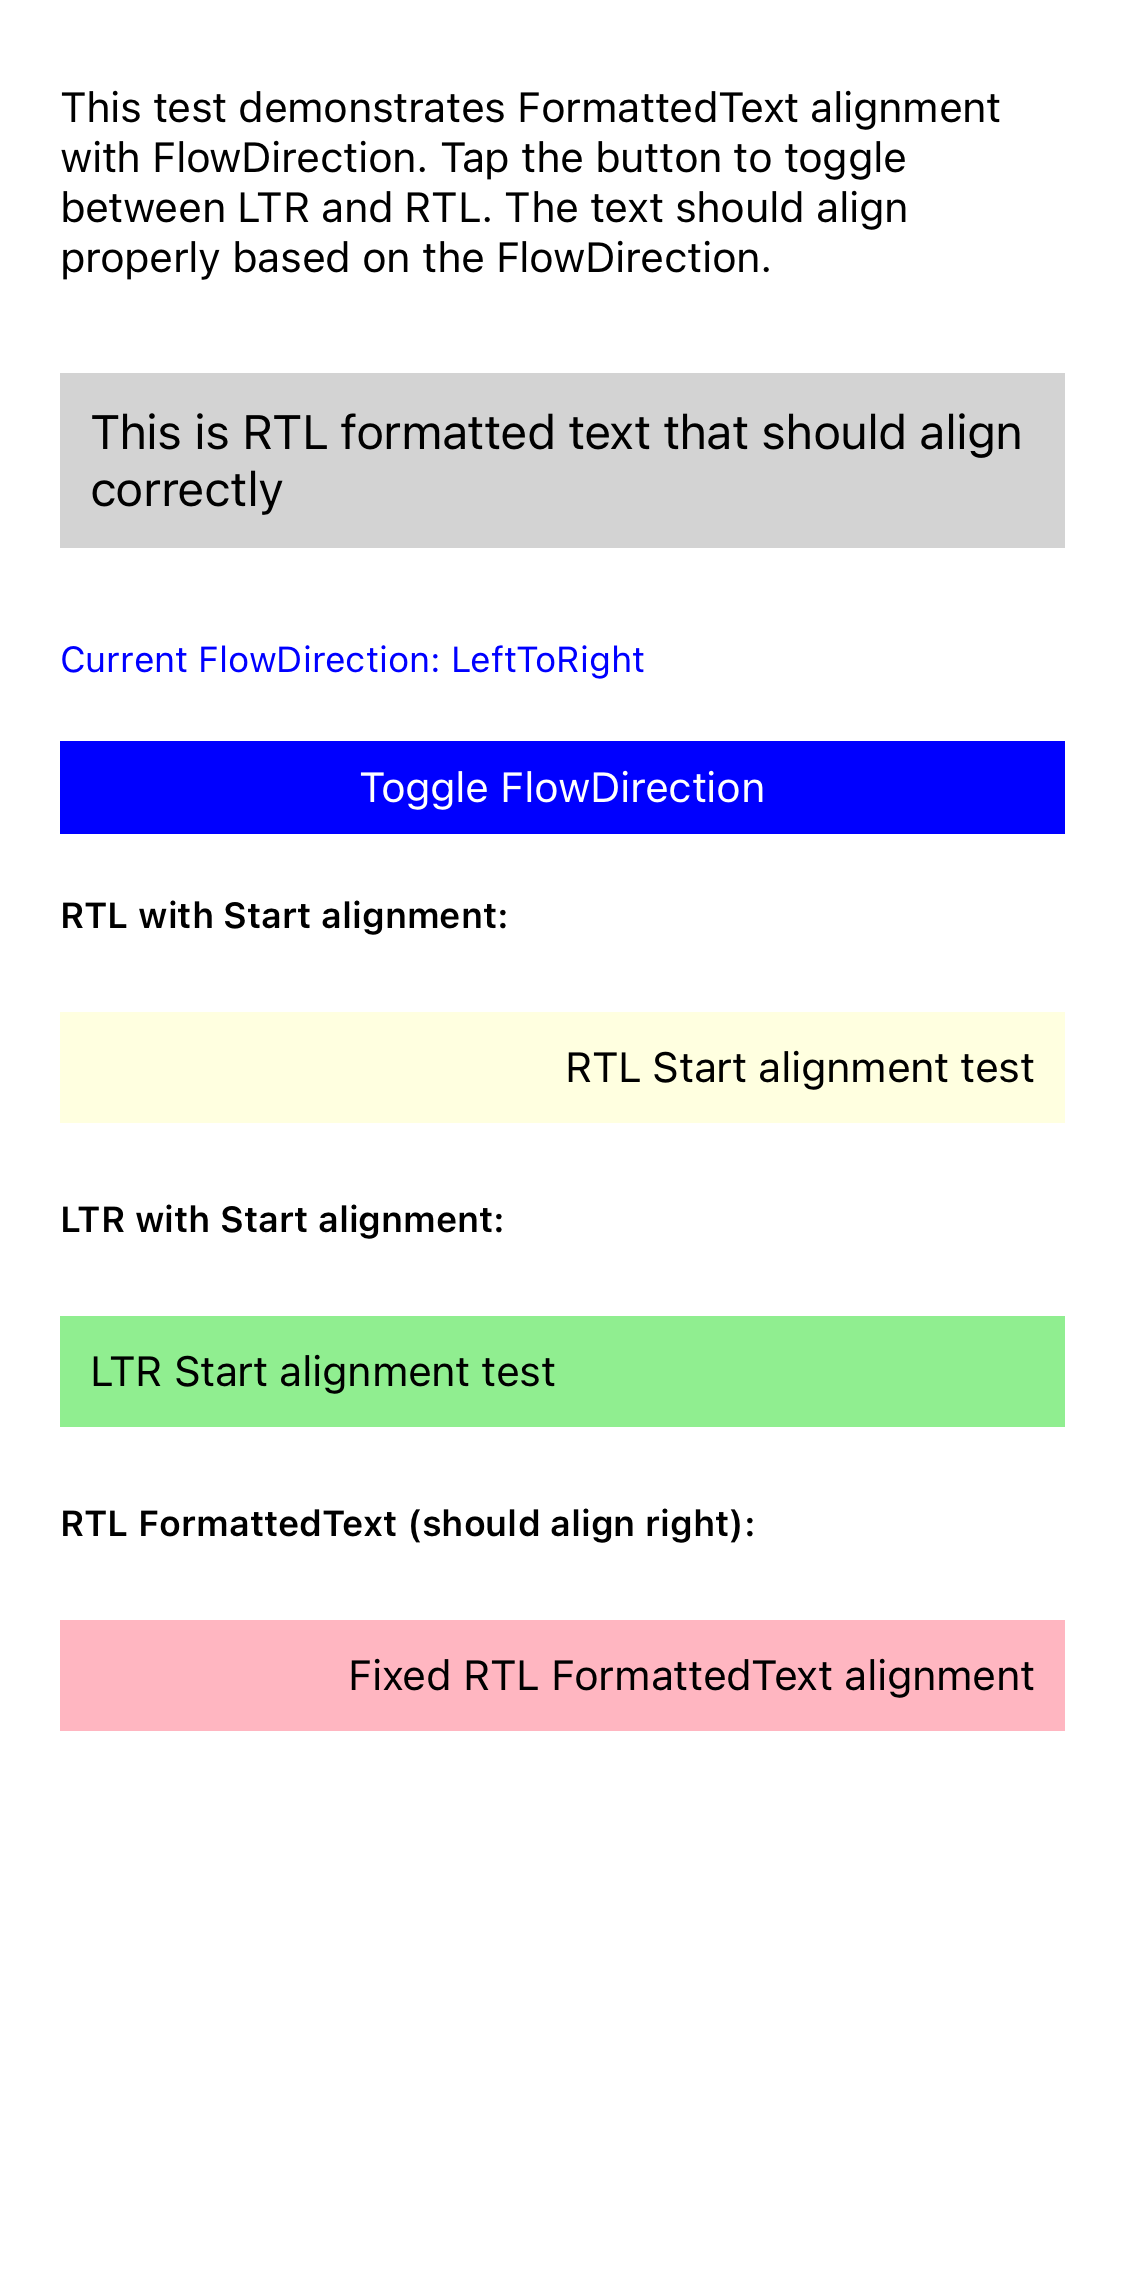 This test demonstrates FormattedText alignment
with FlowDirection. Tap the button to toggle
between LTR and RTL. The text should align
properly based on the FlowDirection.
This is RTL formatted text that should align
correctly
Current FlowDirection: LeftToRight
Toggle FlowDirection
RTL with Start alignment:
RTL Start alignment test
LTR with Start alignment:
LTR Start alignment test
RTL FormattedText (should align right):
Fixed RTL FormattedText alignment